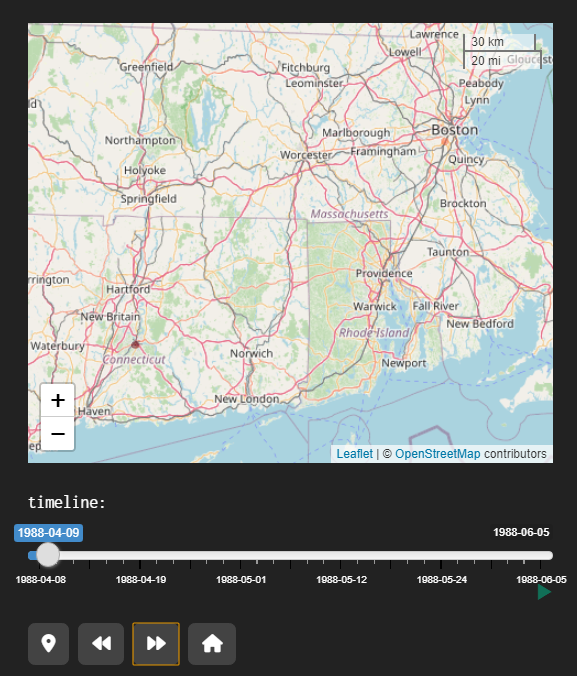 Lawrence
30 km
Lowell
20 mi
Greenfield
Fitchburg
Leominster
Peabody
Lynn
Marlborough
Boston
Northampton
Worcester
Framingham
Quincy
Holyoke
Springfield
Massachusetts
Brockton
Taunton
Providence
Hartford
Warwick
Fall River
New Britain
New Bedford
Rhode Island
Waterbury
Connecticut
Norwich
Newport
+
New London
Haven
−
Leaflet | © OpenStreetMap contributors
timeline:
1988-04-09
1988-06-05
1988-04-08 1988-04-19 1988-05-01 1988-05-12 1988-05-24 1988-06-05